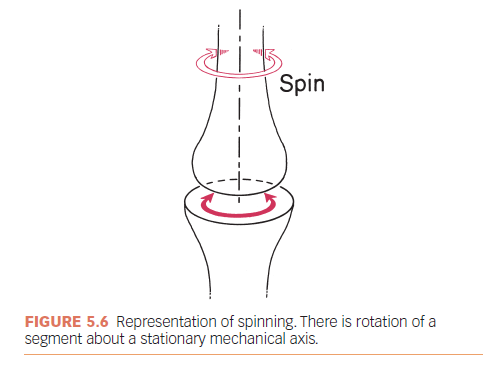 Spin
FIGURE 5.6 Representation of spinning. There is rotation of a
segment about a stationary mechanical axis.